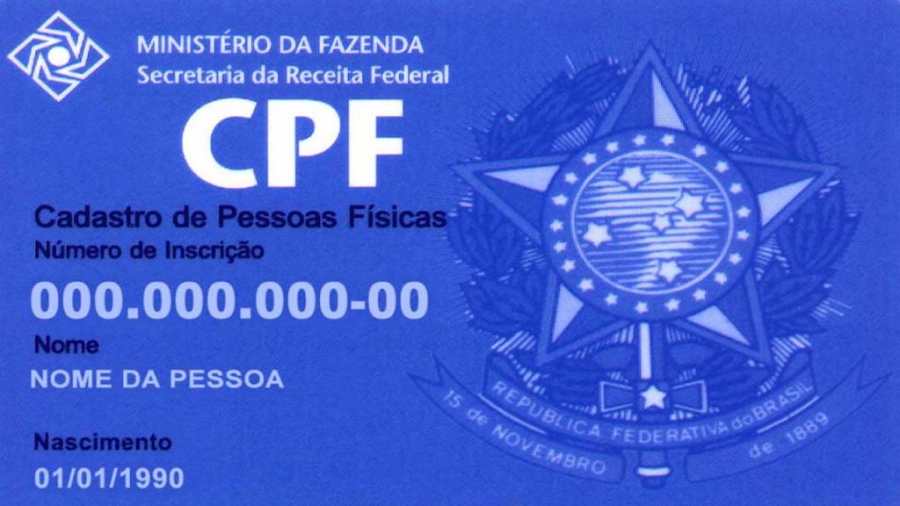 MINISTÉRIO DA FAZENDA
Secretaria da Receita Federal
CPF
Cadastro de Pessoas Físicas
Número de Inscrição
000.000.000-00
Nome
NOME DA PESSOA
Nascimento
01/01/1990
REPUBLICA FEDERATIVA do BRASIL
15 de NOVEMBRO de 1889